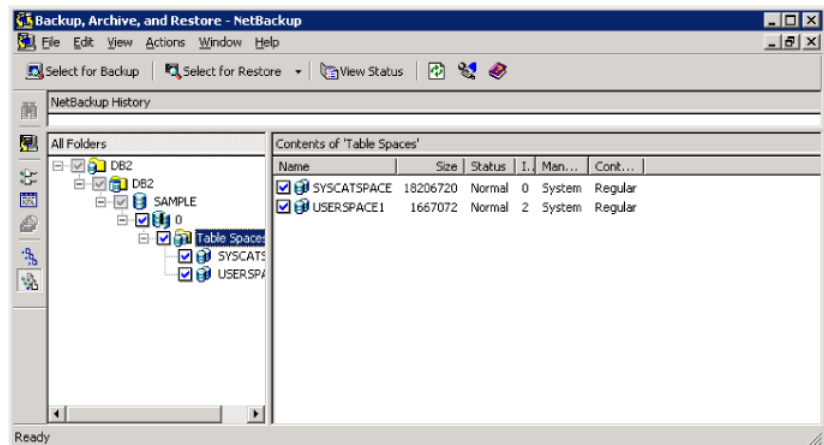 Backup, Archive, and Restore - NetBackup
File Edit View Actions Window Help
Select for Backup Select for Restore View Status
NetBackup History
All Folders
Contents of 'Table Spaces'
DB2
DB2
SAMPLE
0
Table Spaces
SYSCATS
USERSPA
Name Size Status I.. Man... Cont...
SYSCATSPACE 18206720 Normal 0 System Regular
USERSPACE1 1667072 Normal 2 System Regular
Ready